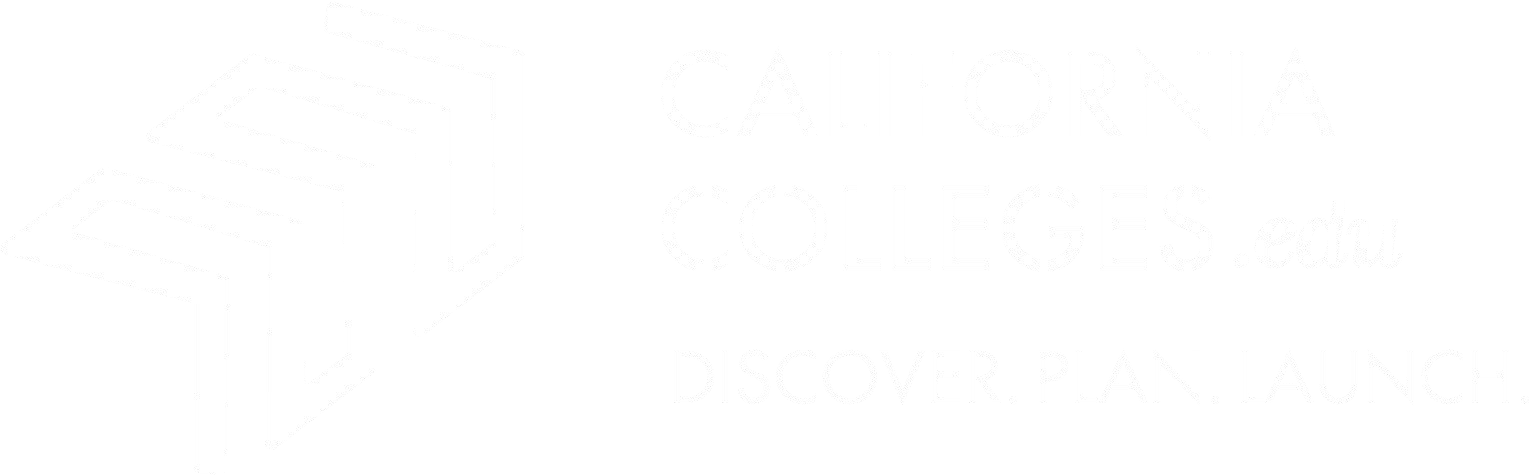 CALIFORNIA
COLLEGES.edu
DISCOVER. PLAN. LAUNCH.